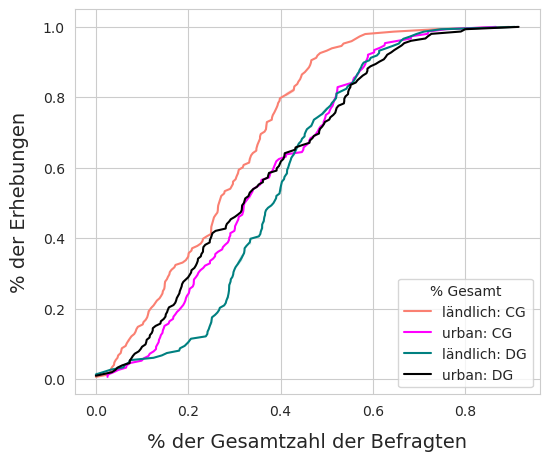 1.0
0.8
0.6
0.4
0.2
0.0
% der Erhebungen
% Gesamt
ländlich: CG
urban: CG
ländlich: DG
urban: DG
0.0 0.2 0.4 0.6 0.8
% der Gesamtzahl der Befragten